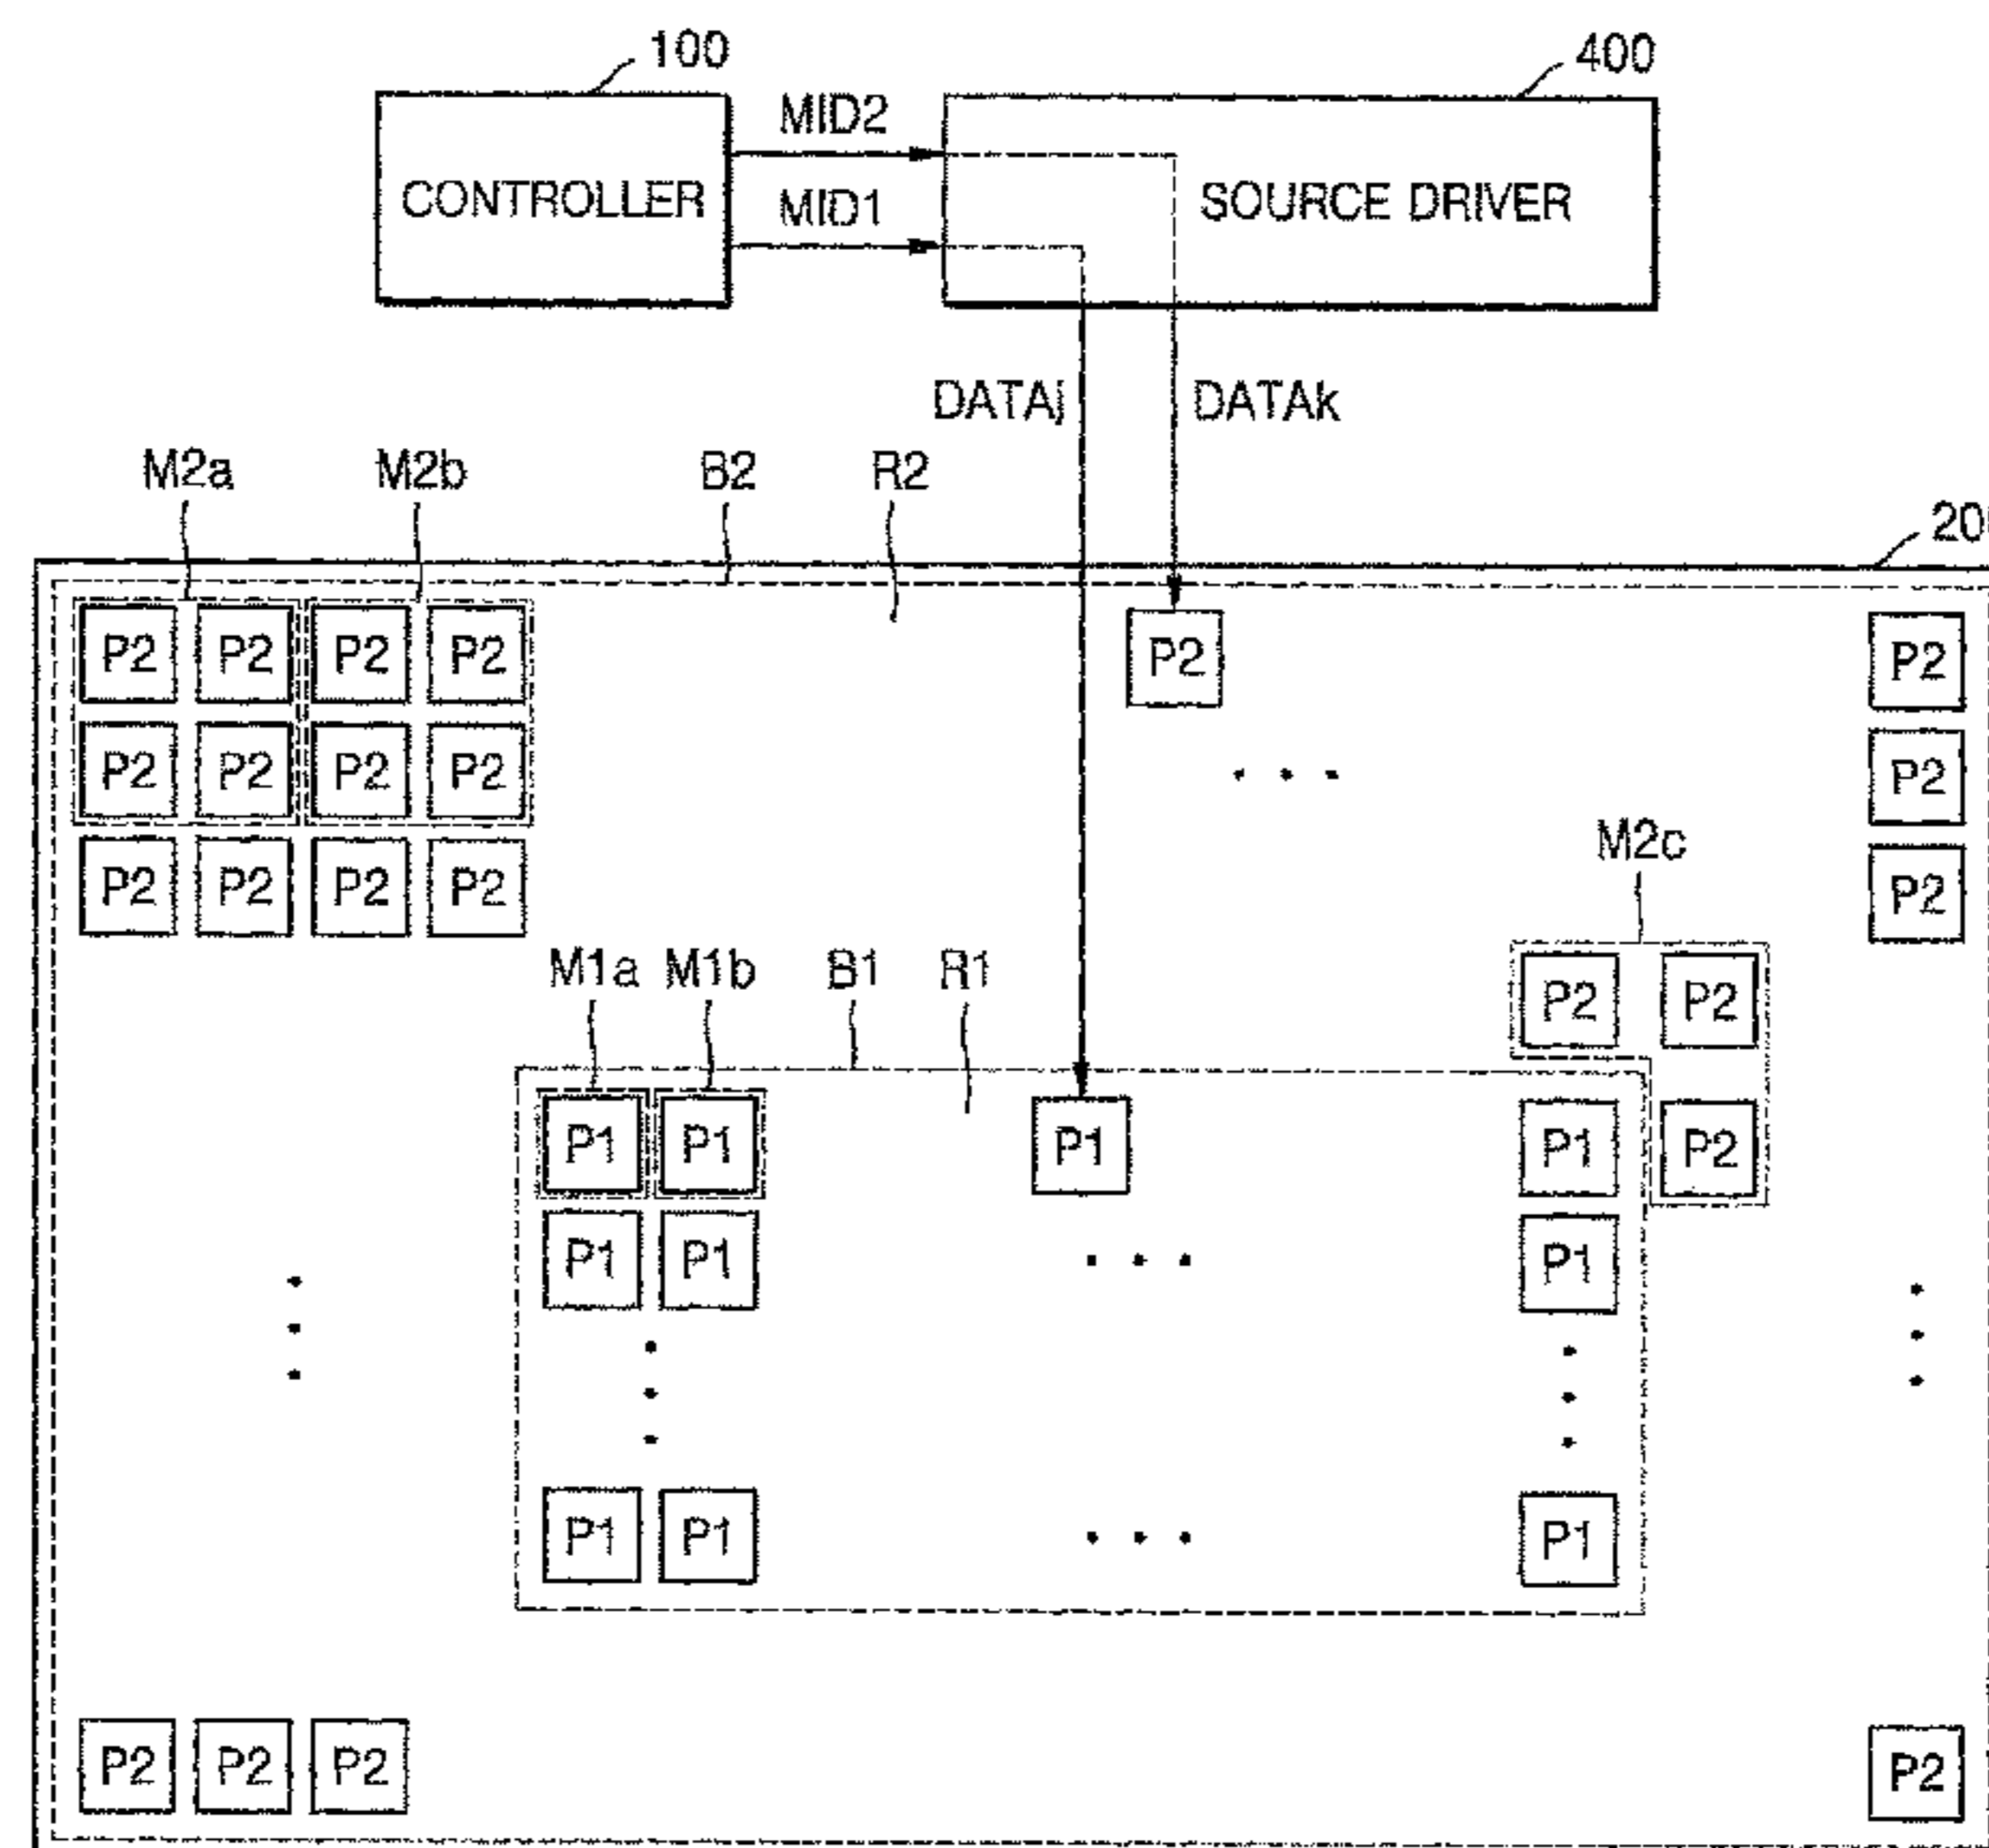 100
400
MID2
CONTROLLER
MID1
SOURCE DRIVER
DATAj
DATAk
M2a
M2b
B2
R2
P2 P2 P2 P2 P2 P2
P2 P2 P2 P2 P2
P2 P2 P2 P2 P2
M2c
M1a M1b B1 R1
P2 P2
P1 P1 P1 P1 P2
P1 P1 P1
P1 P1 P1
P2 P2 P2 P2